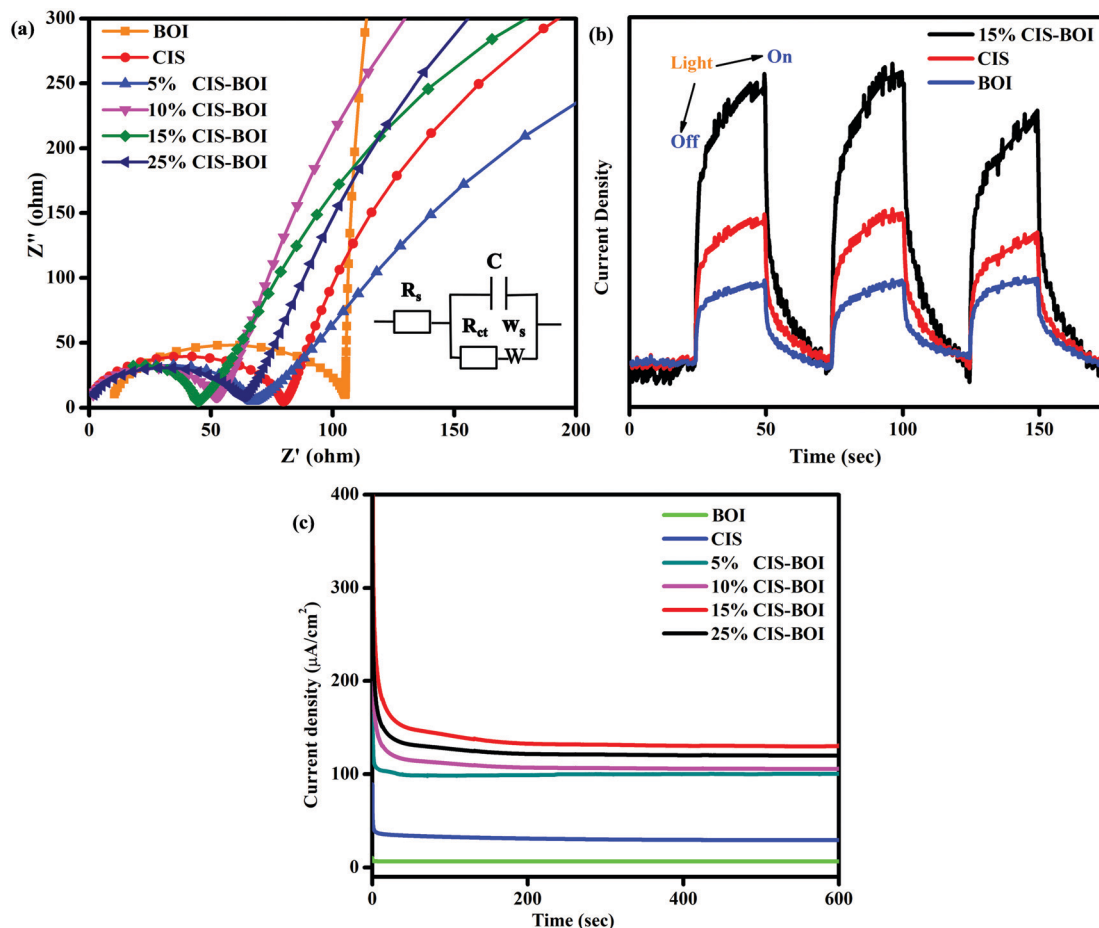 (a)
BOI
CIS
5% CIS-BOI
10% CIS-BOI
15% CIS-BOI
25% CIS-BOI
300
250
200
150
100
50
0
Z'' (ohm)
0 50 100 150 200
Z' (ohm)
C
Rs
Rct
ws
W
(b)
Light
On
Off
15% CIS-BOI
CIS
BOI
Current Density
0 50 100 150
Time (sec)
(c)
BOI
CIS
5% CIS-BOI
10% CIS-BOI
15% CIS-BOI
25% CIS-BOI
400
300
200
100
0
Current density (μA/cm²)
0 200 400 600
Time (sec)